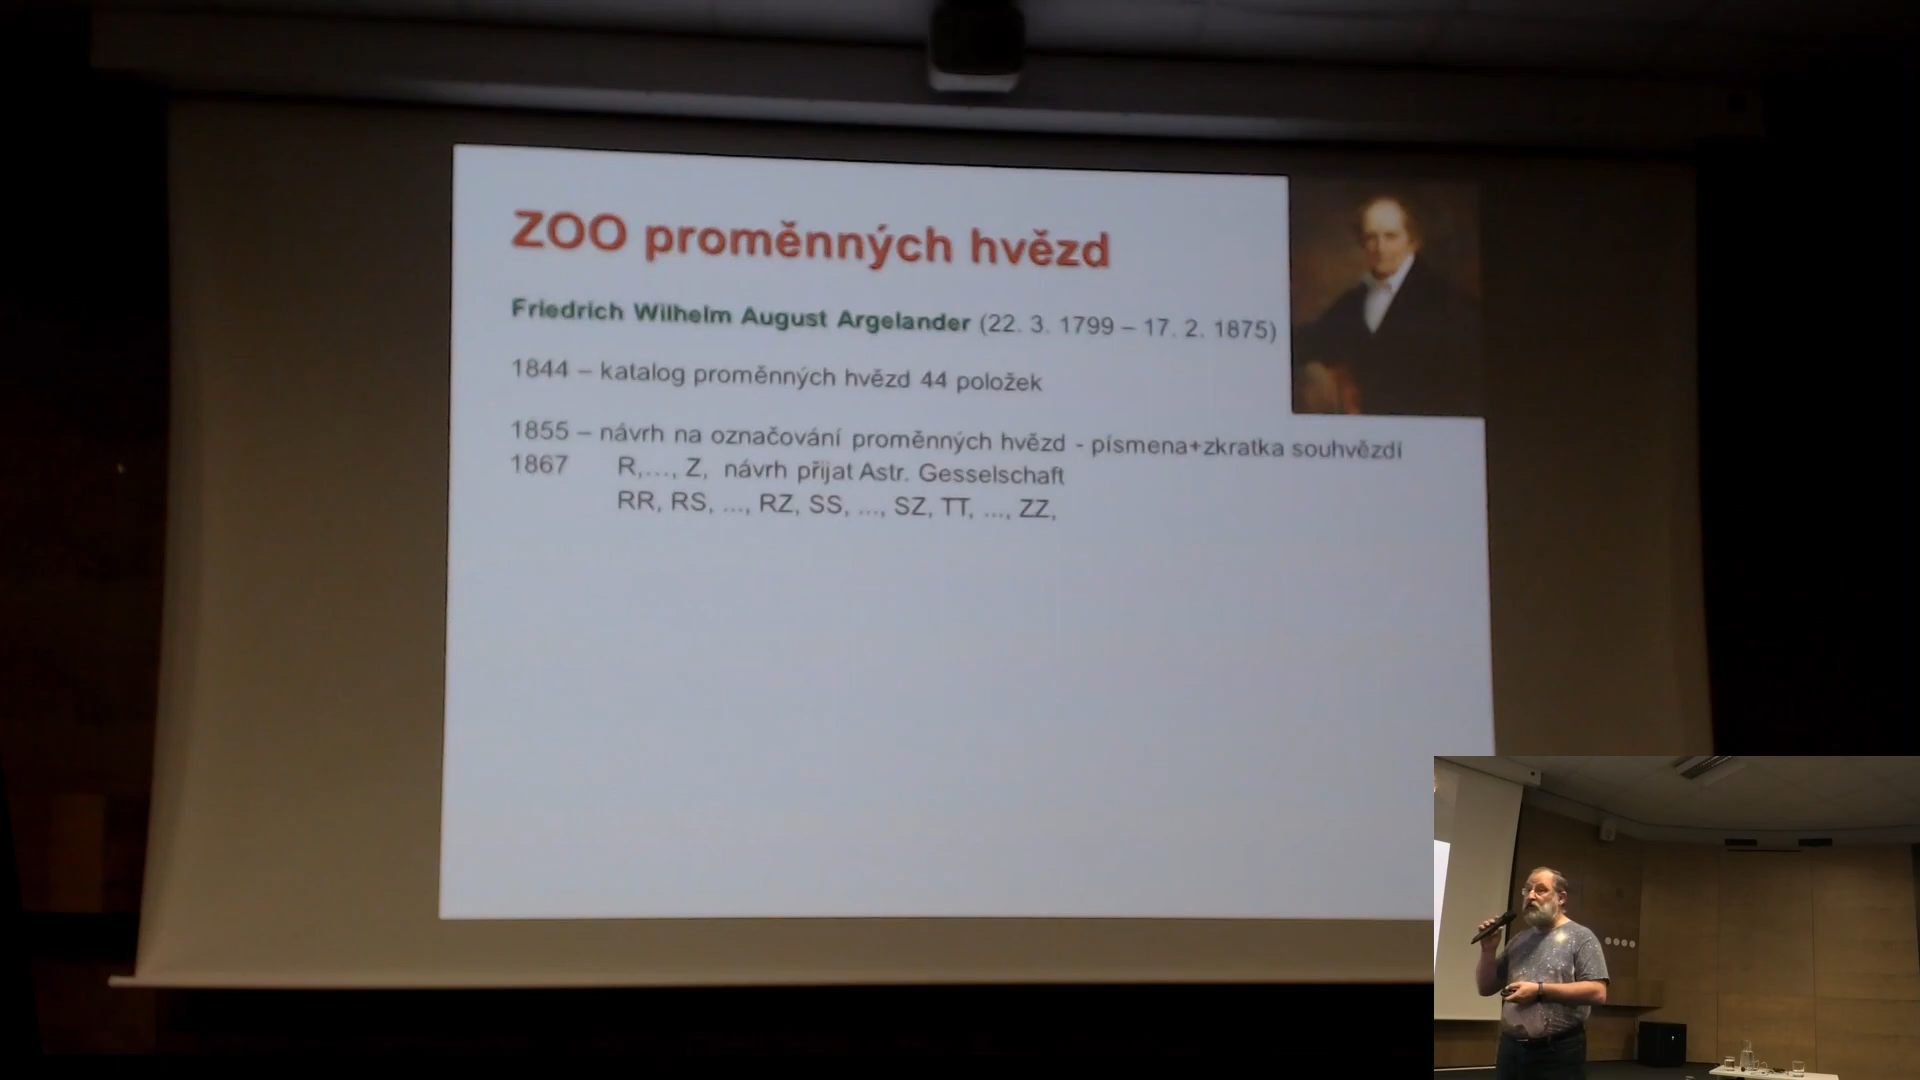 ZOO proměnných hvězd
Friedrich Wilhelm August Argelander (22. 3. 1799 – 17. 2. 1875)
1844 – katalog proměnných hvězd 44 položek
1855 – návrh na označování proměnných hvězd - písmena+zkratka souhvězdí
1867 R,..., Z, návrh přijat Astr. Gesselschaft
RR, RS, ..., RZ, SS, ..., SZ, TT, ..., ZZ,